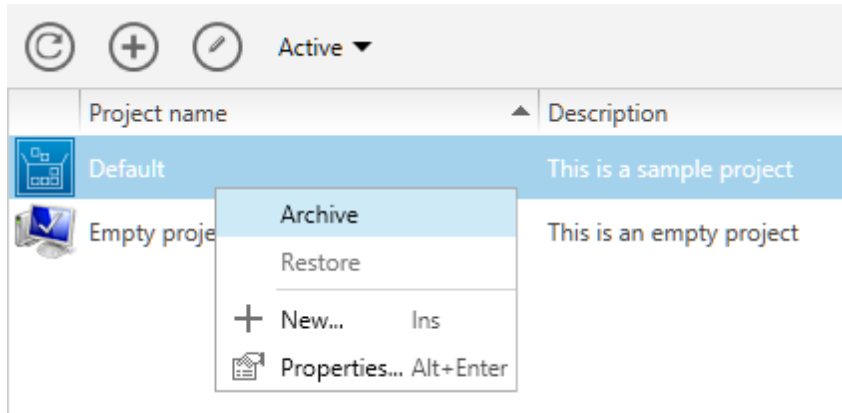 Active
Project name Description
Default This is a sample project
Archive
Empty proje This is an empty project
Restore
New... Ins
Properties... Alt+Enter